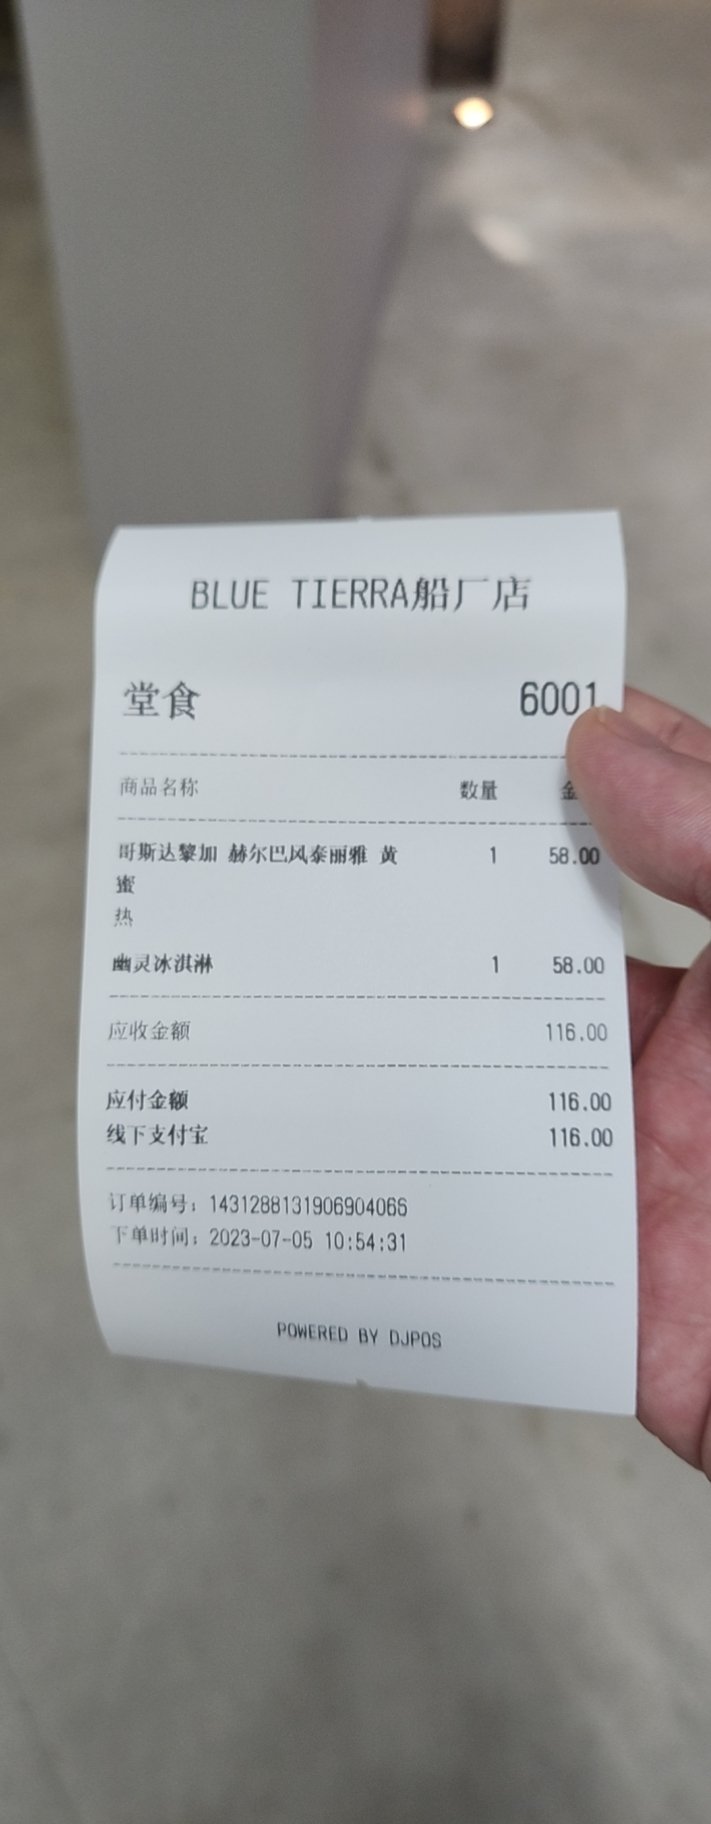 BLUE TIERRA船厂店
堂食 6001
商品名称 数量 金
哥斯达黎加 赫尔巴风泰丽雅 黄 1 58.00
蜜
热
幽灵冰淇淋 1 58.00
应收金额 116.00
应付金额 116.00
线下支付宝 116.00
订单编号: 1431288131906904066
下单时间: 2023-07-05 10:54:31
POWERED BY DJPOS